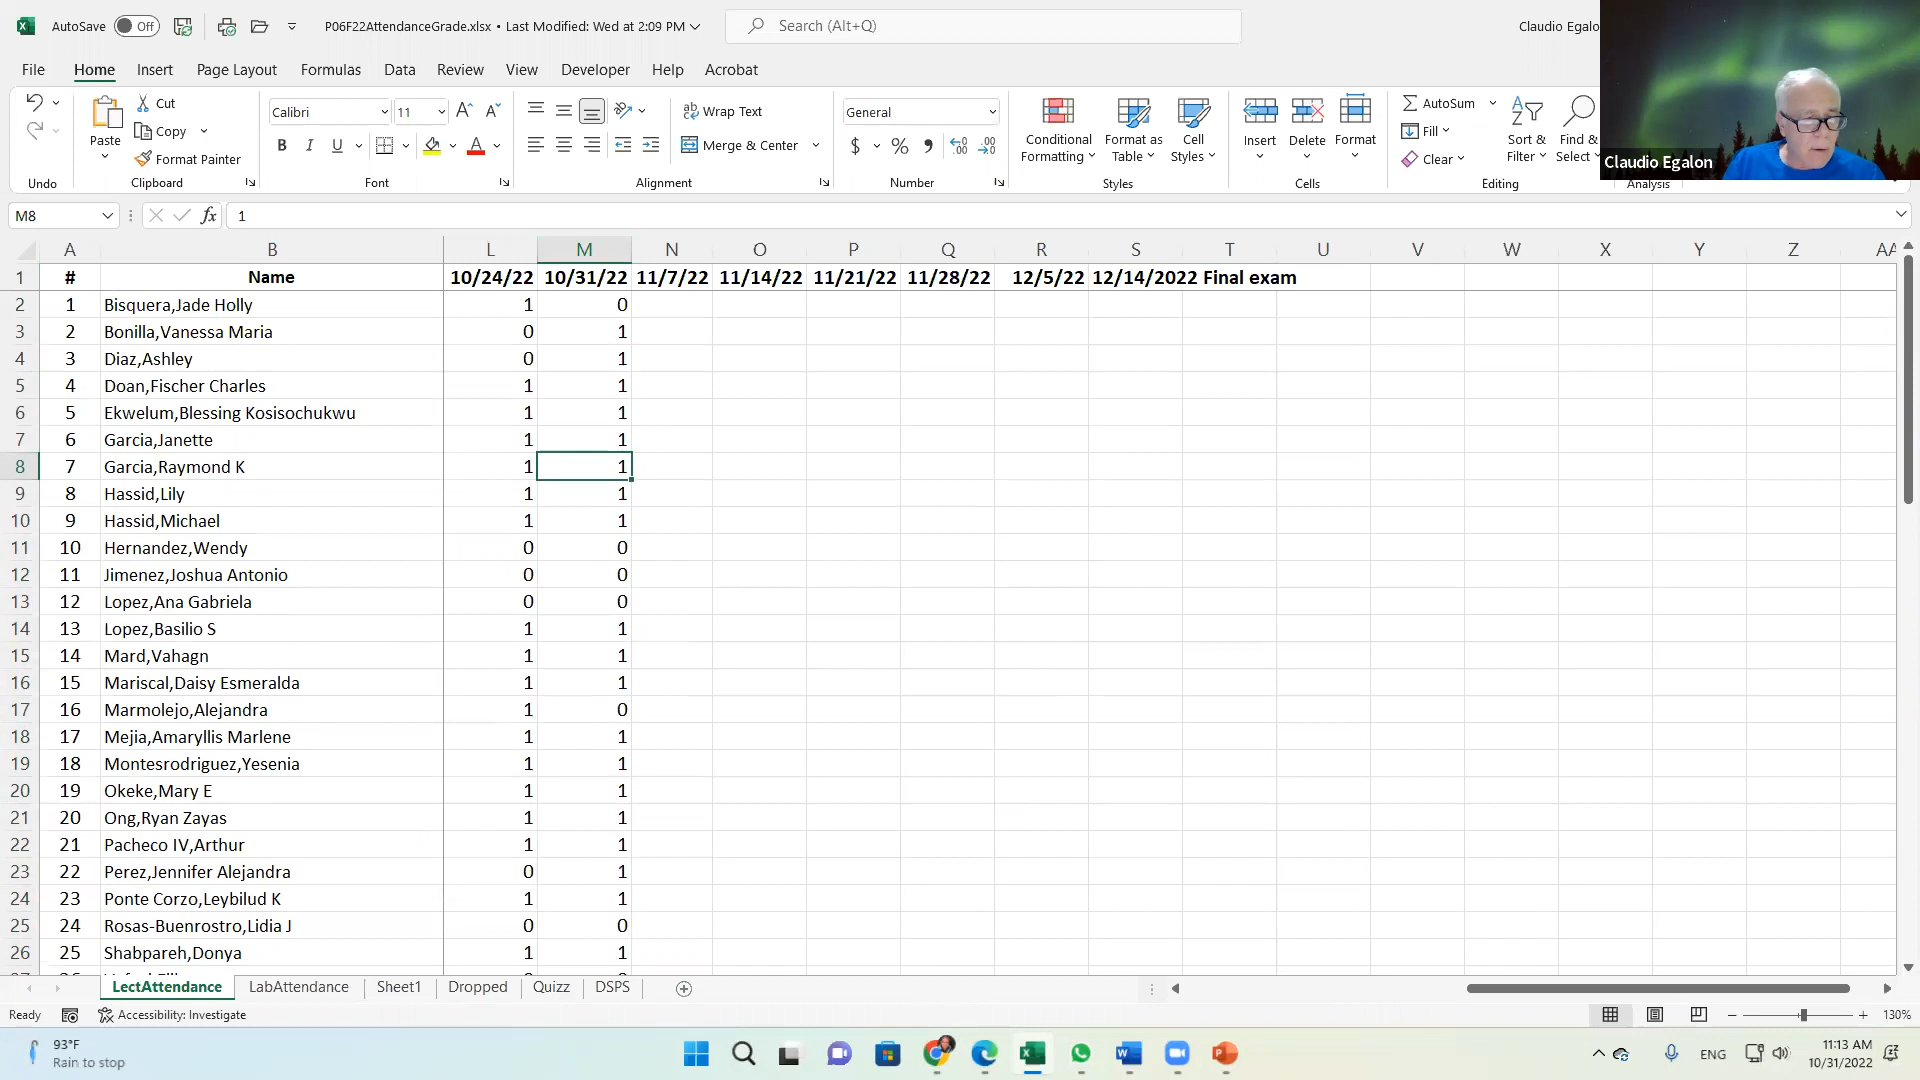 AutoSave Off P06F22AttendanceGrade.xlsx • Last Modified: Wed at 2:09 PM Search (Alt+Q) Claudio Egalo
File Home Insert Page Layout Formulas Data Review View Developer Help Acrobat
Paste Cut Copy Format Painter
Calibri 11 B I U
Wrap Text Merge & Center
General $ %
Conditional Formatting Format as Table Cell Styles
Insert Delete Format
AutoSum Fill Clear Sort & Filter Find & Select
Claudio Egalon
Undo Clipboard Font Alignment Number Styles Cells Editing Analysis
M8 fx 1
A B L M N O P Q R S T U V W X Y Z AA
1 # Name 10/24/22 10/31/22 11/7/22 11/14/22 11/21/22 11/28/22 12/5/22 12/14/2022 Final exam
2 1 Bisquera,Jade Holly 1 0
3 2 Bonilla,Vanessa Maria 0 1
4 3 Diaz,Ashley 0 1
5 4 Doan,Fischer Charles 1 1
6 5 Ekwelum,Blessing Kosisochukwu 1 1
7 6 Garcia,Janette 1 1
8 7 Garcia,Raymond K 1 1
9 8 Hassid,Lily 1 1
10 9 Hassid,Michael 1 1
11 10 Hernandez,Wendy 0 0
12 11 Jimenez,Joshua Antonio 0 0
13 12 Lopez,Ana Gabriela 0 0
14 13 Lopez,Basilio S 1 1
15 14 Mard,Vahagn 1 1
16 15 Mariscal,Daisy Esmeralda 1 1
17 16 Marmolejo,Alejandra 1 0
18 17 Mejia,Amaryllis Marlene 1 1
19 18 Montesrodriguez,Yesenia 1 1
20 19 Okeke,Mary E 1 1
21 20 Ong,Ryan Zayas 1 1
22 21 Pacheco IV,Arthur 1 1
23 22 Perez,Jennifer Alejandra 0 1
24 23 Ponte Corzo,Leybilud K 1 1
25 24 Rosas-Buenrostro,Lidia J 0 0
26 25 Shabpareh,Donya 1 1
LectAttendance LabAttendance Sheet1 Dropped Quizz DSPS
Ready Accessibility: Investigate 130%
93°F
Rain to stop
ENG
11:13 AM
10/31/2022